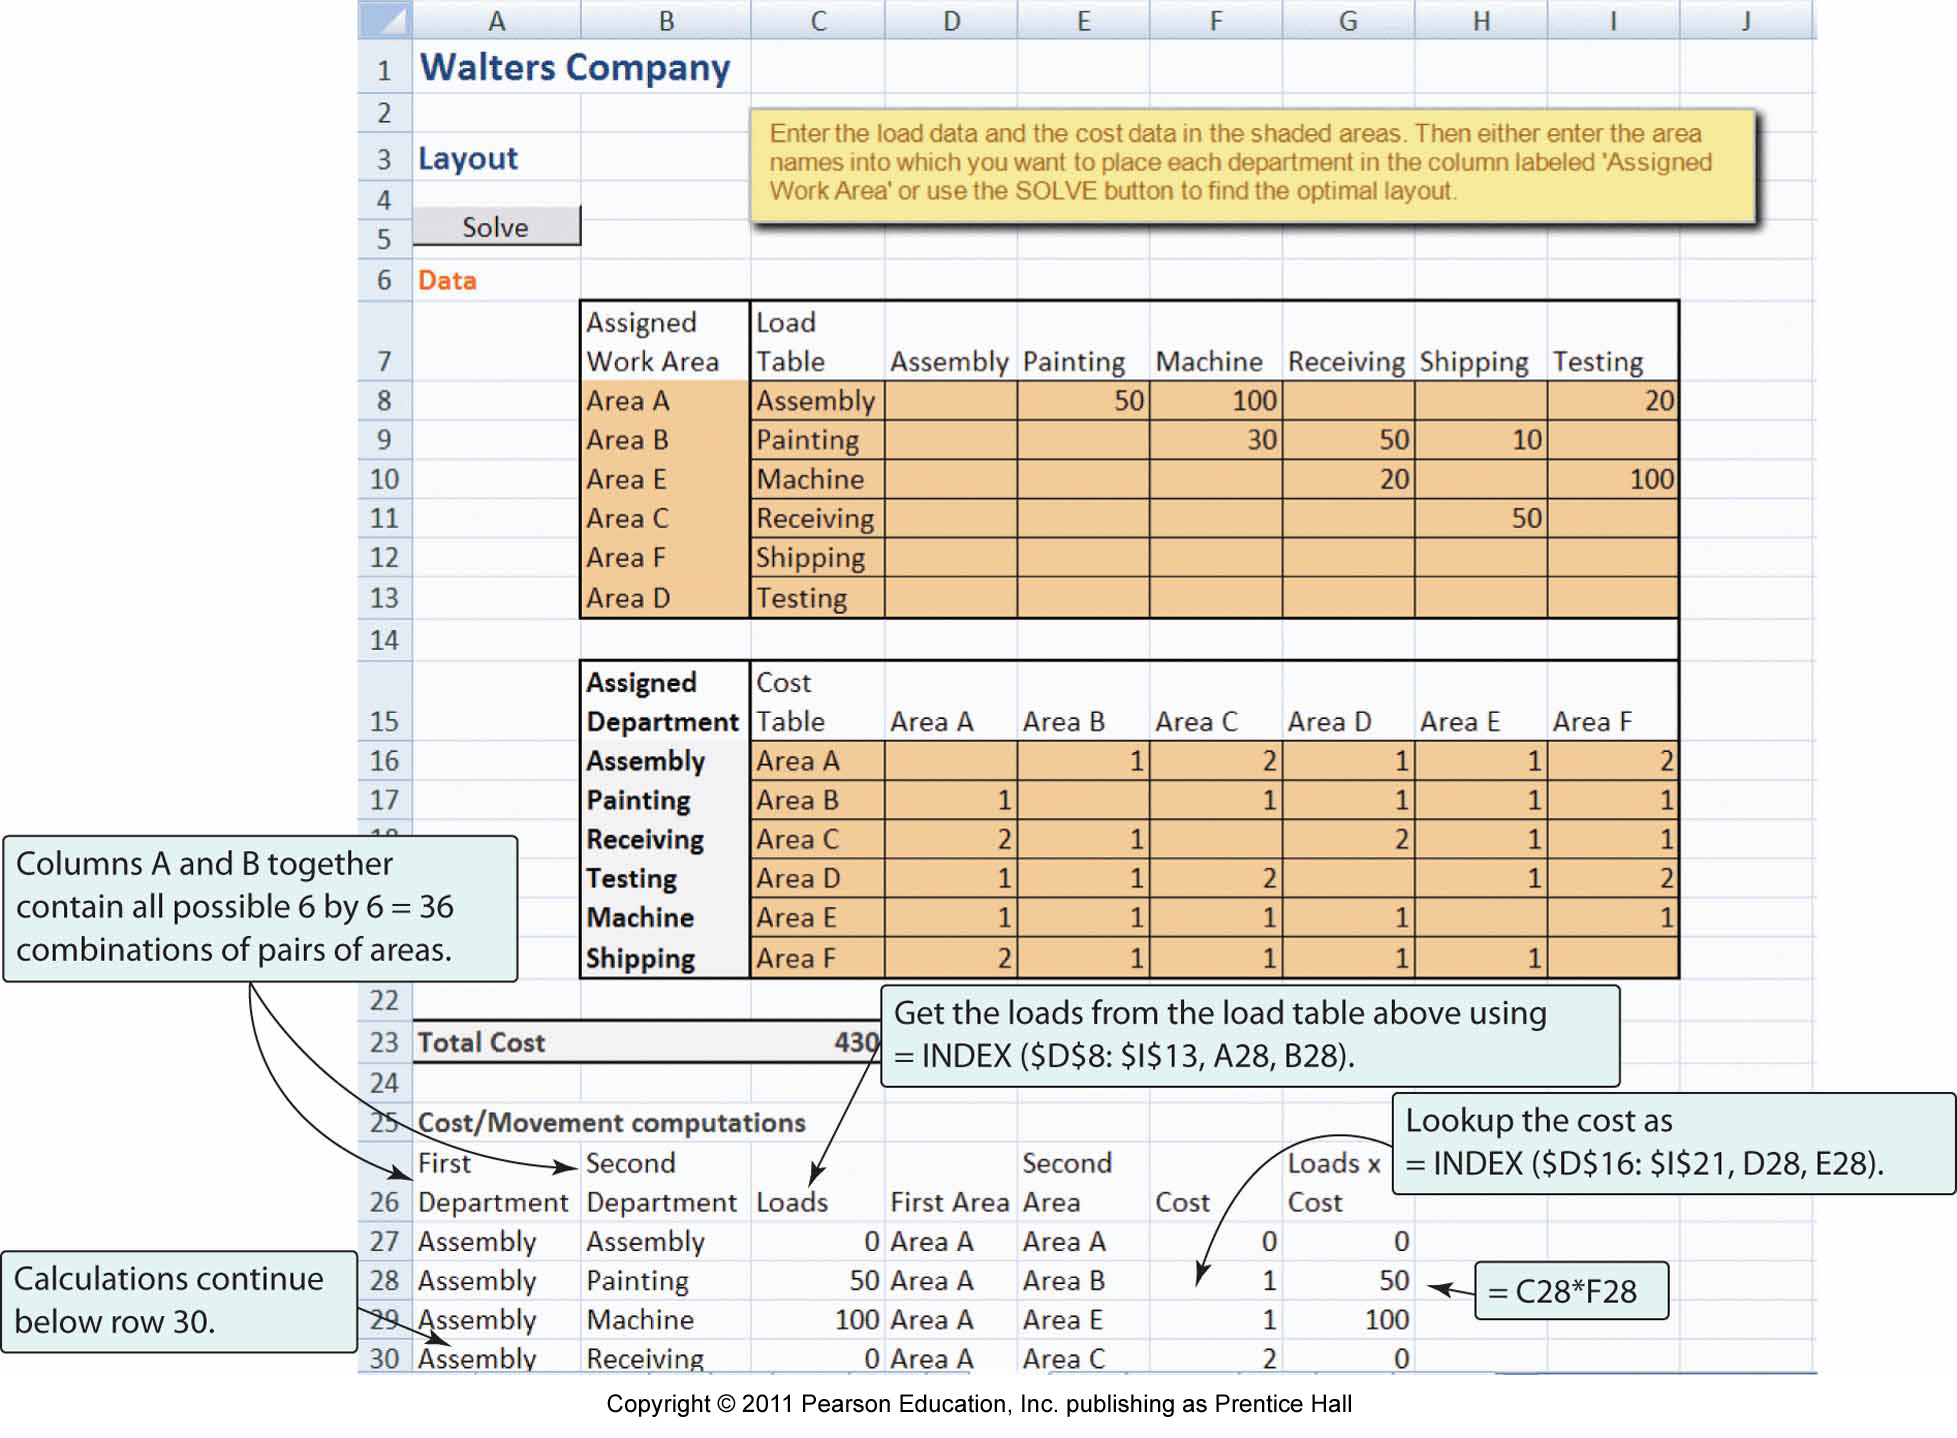 A B C D E F G H I J
1 Walters Company
2
Enter the load data and the cost data in the shaded areas. Then either enter the area
names into which you want to place each department in the column labeled 'Assigned
Work Area' or use the SOLVE button to find the optimal layout.
3 Layout
4
Solve
5
6 Data
Assigned Load
7 Work Area Table Assembly Painting Machine Receiving Shipping Testing
8 Area A Assembly 50 100 20
9 Area B Painting 30 50 10
10 Area E Machine 20 100
11 Area C Receiving 50
12 Area F Shipping
13 Area D Testing
14
Assigned Cost
15 Department Table Area A Area B Area C Area D Area E Area F
16 Assembly Area A 1 2 1 1 2
17 Painting Area B 1 1 1 1 1
Receiving Area C 2 1 2 1 1
Testing Area D 1 1 2 1 2
Machine Area E 1 1 1 1 1
Shipping Area F 2 1 1 1 1
Columns A and B together
contain all possible 6 by 6 = 36
combinations of pairs of areas.
22
23 Total Cost 430
Get the loads from the load table above using
= INDEX ($D$8: $I$13, A28, B28).
24
25 Cost/Movement computations
Lookup the cost as
= INDEX ($D$16: $I$21, D28, E28).
First Second Second Loads x
26 Department Department Loads First Area Area Cost Cost
27 Assembly Assembly 0 Area A Area A 0 0
28 Assembly Painting 50 Area A Area B 1 50
= C28*F28
29 Assembly Machine 100 Area A Area E 1 100
30 Assembly Receiving 0 Area A Area C 2 0
Calculations continue
below row 30.
Copyright © 2011 Pearson Education, Inc. publishing as Prentice Hall